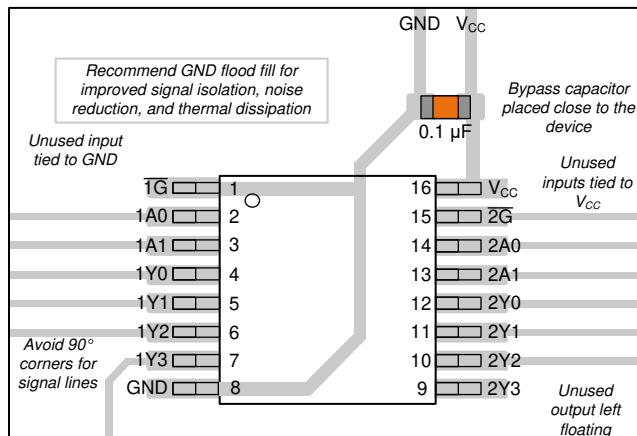 GND VCC
Recommend GND flood fill for
improved signal isolation, noise
reduction, and thermal dissipation
0.1 µF
Bypass capacitor
placed close to the
device
Unused input
tied to GND
Unused
inputs tied to
VCC
1G 1 16 VCC
1A0 2 15 2G
1A1 3 14 2A0
1Y0 4 13 2A1
1Y1 5 12 2Y0
1Y2 6 11 2Y1
1Y3 7 10 2Y2
GND 8 9 2Y3
Avoid 90°
corners for
signal lines
Unused
output left
floating